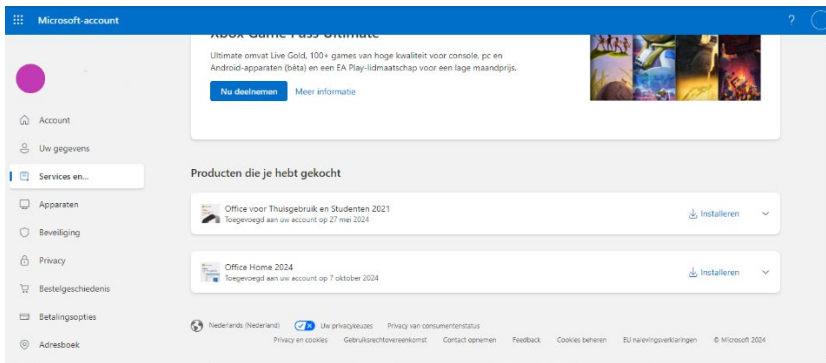 Microsoft-account
?
Xbox Game Pass Ultimate
Ultimate omvat Live Gold, 100+ games van hoge kwaliteit voor console, pc en
Android-apparaten (bèta) en een EA Play-lidmaatschap voor een lage maandprijs.
Nu deelnemen Meer informatie
Account
Uw gegevens
Services en...
Apparaten
Beveiliging
Privacy
Bestelgeschiedenis
Betalingsopties
Adresboek
Producten die je hebt gekocht
Office voor Thuisgebruik en Studenten 2021
Toegevoegd aan uw account op 27 mei 2024
Installeren
Office Home 2024
Toegevoegd aan uw account op 7 oktober 2024
Installeren
Nederlands (Nederland) Uw privacykeuzes Privacy van consumentenstatus
Privacy en cookies Gebruiksrechtovereenkomst Contact opnemen Feedback Cookies beheren EU-nalevingsverklaringen © Microsoft 2024